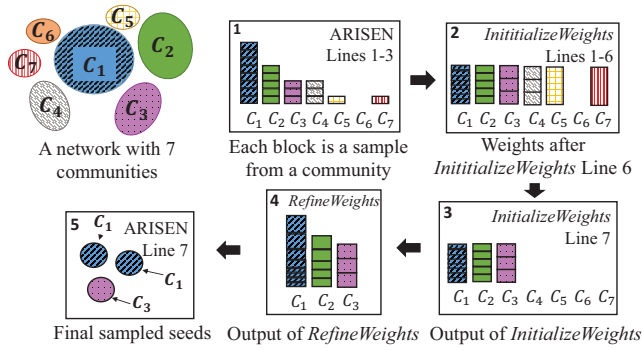 C₅
C₆
C₂
C₁
C₇
C₄
C₃
A network with 7
communities
1
ARISEN
Lines 1-3
C₁ C₂ C₃ C₄ C₅ C₆ C₇
Each block is a sample
from a community
2
InititializeWeights
Lines 1-6
C₁ C₂ C₃ C₄ C₅ C₆ C₇
Weights after
InititializeWeights Line 6
3
InitializeWeights
Line 7
C₁ C₂ C₃ C₄ C₅ C₆ C₇
Output of InitializeWeights
4
RefineWeights
C₁ C₂ C₃
Output of RefineWeights
5
ARISEN
Line 7
C₁
C₁
C₃
Final sampled seeds